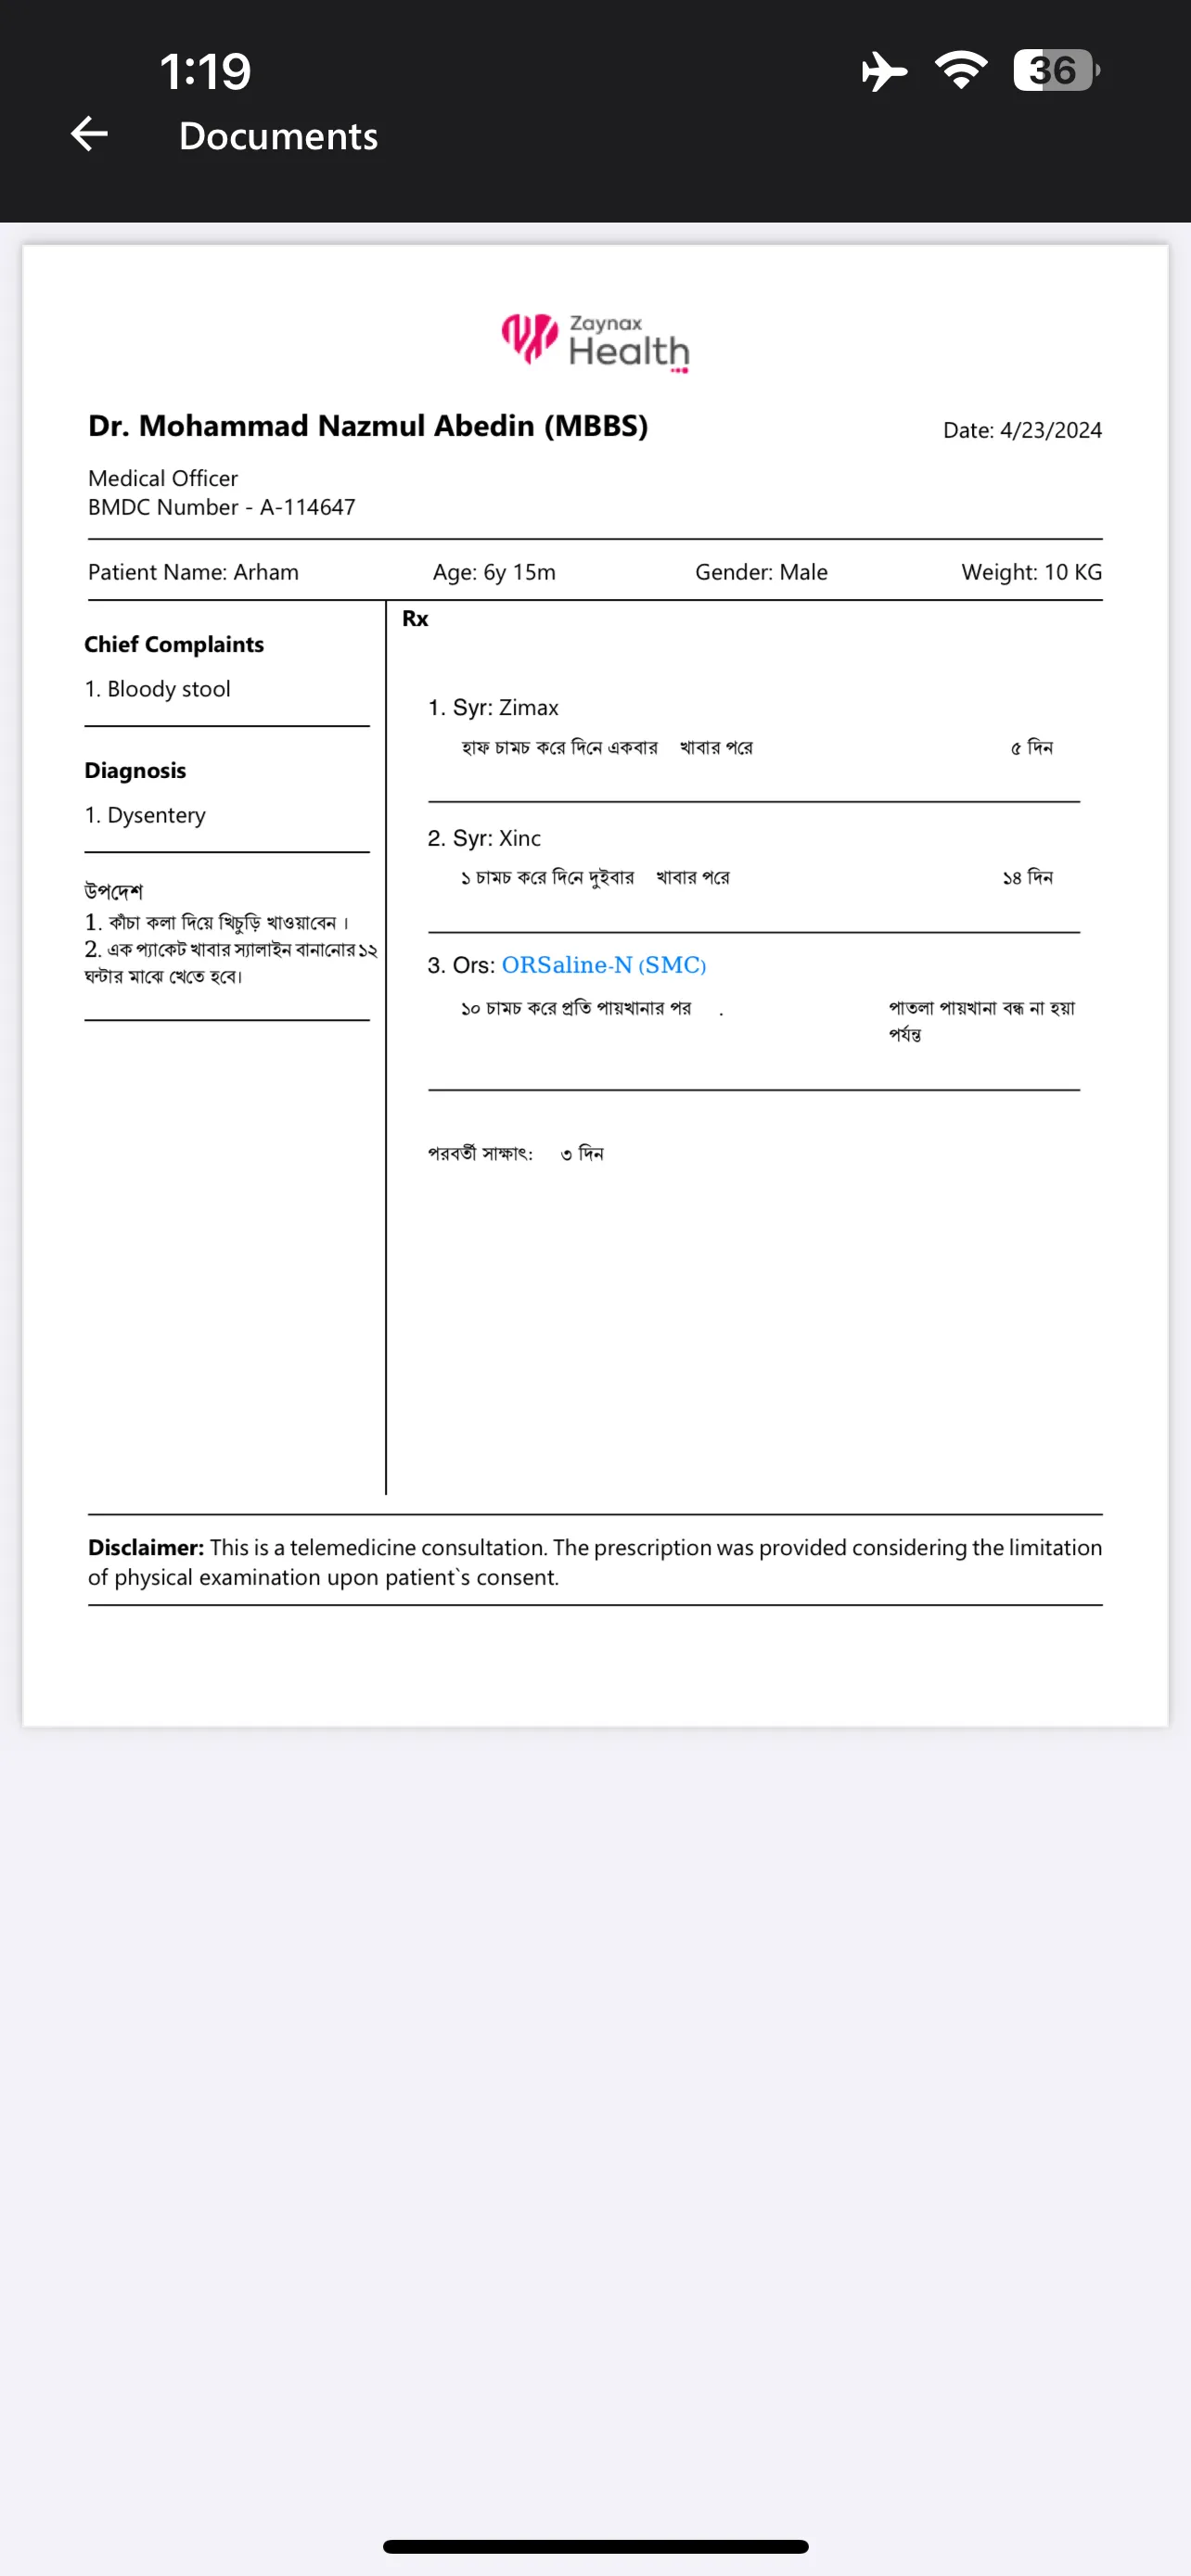 1:19
36
Documents
Zaynax
Health
Dr. Mohammad Nazmul Abedin (MBBS)
Date: 4/23/2024
Medical Officer
BMDC Number - A-114647
Patient Name: Arham Age: 6y 15m Gender: Male Weight: 10 KG
Chief Complaints
1. Bloody stool
Diagnosis
1. Dysentery
উপদেশ
1. কাঁচা কলা দিয়ে খিচুড়ি খাওয়াবেন ।
2. এক প্যাকেট খাবার স্যালাইন বানানোর ১২
ঘন্টার মাঝে খেতে হবে।
Rx
1. Syr: Zimax
হাফ চামচ করে দিনে একবার খাবার পরে ৫ দিন
2. Syr: Xinc
১ চামচ করে দিনে দুইবার খাবার পরে ১৪ দিন
3. Ors: ORSaline-N (SMC)
১০ চামচ করে প্রতি পায়খানার পর . পাতলা পায়খানা বন্ধ না হয়া
পর্যন্ত
পরবর্তী সাক্ষাৎ: ৩ দিন
Disclaimer: This is a telemedicine consultation. The prescription was provided considering the limitation
of physical examination upon patient`s consent.